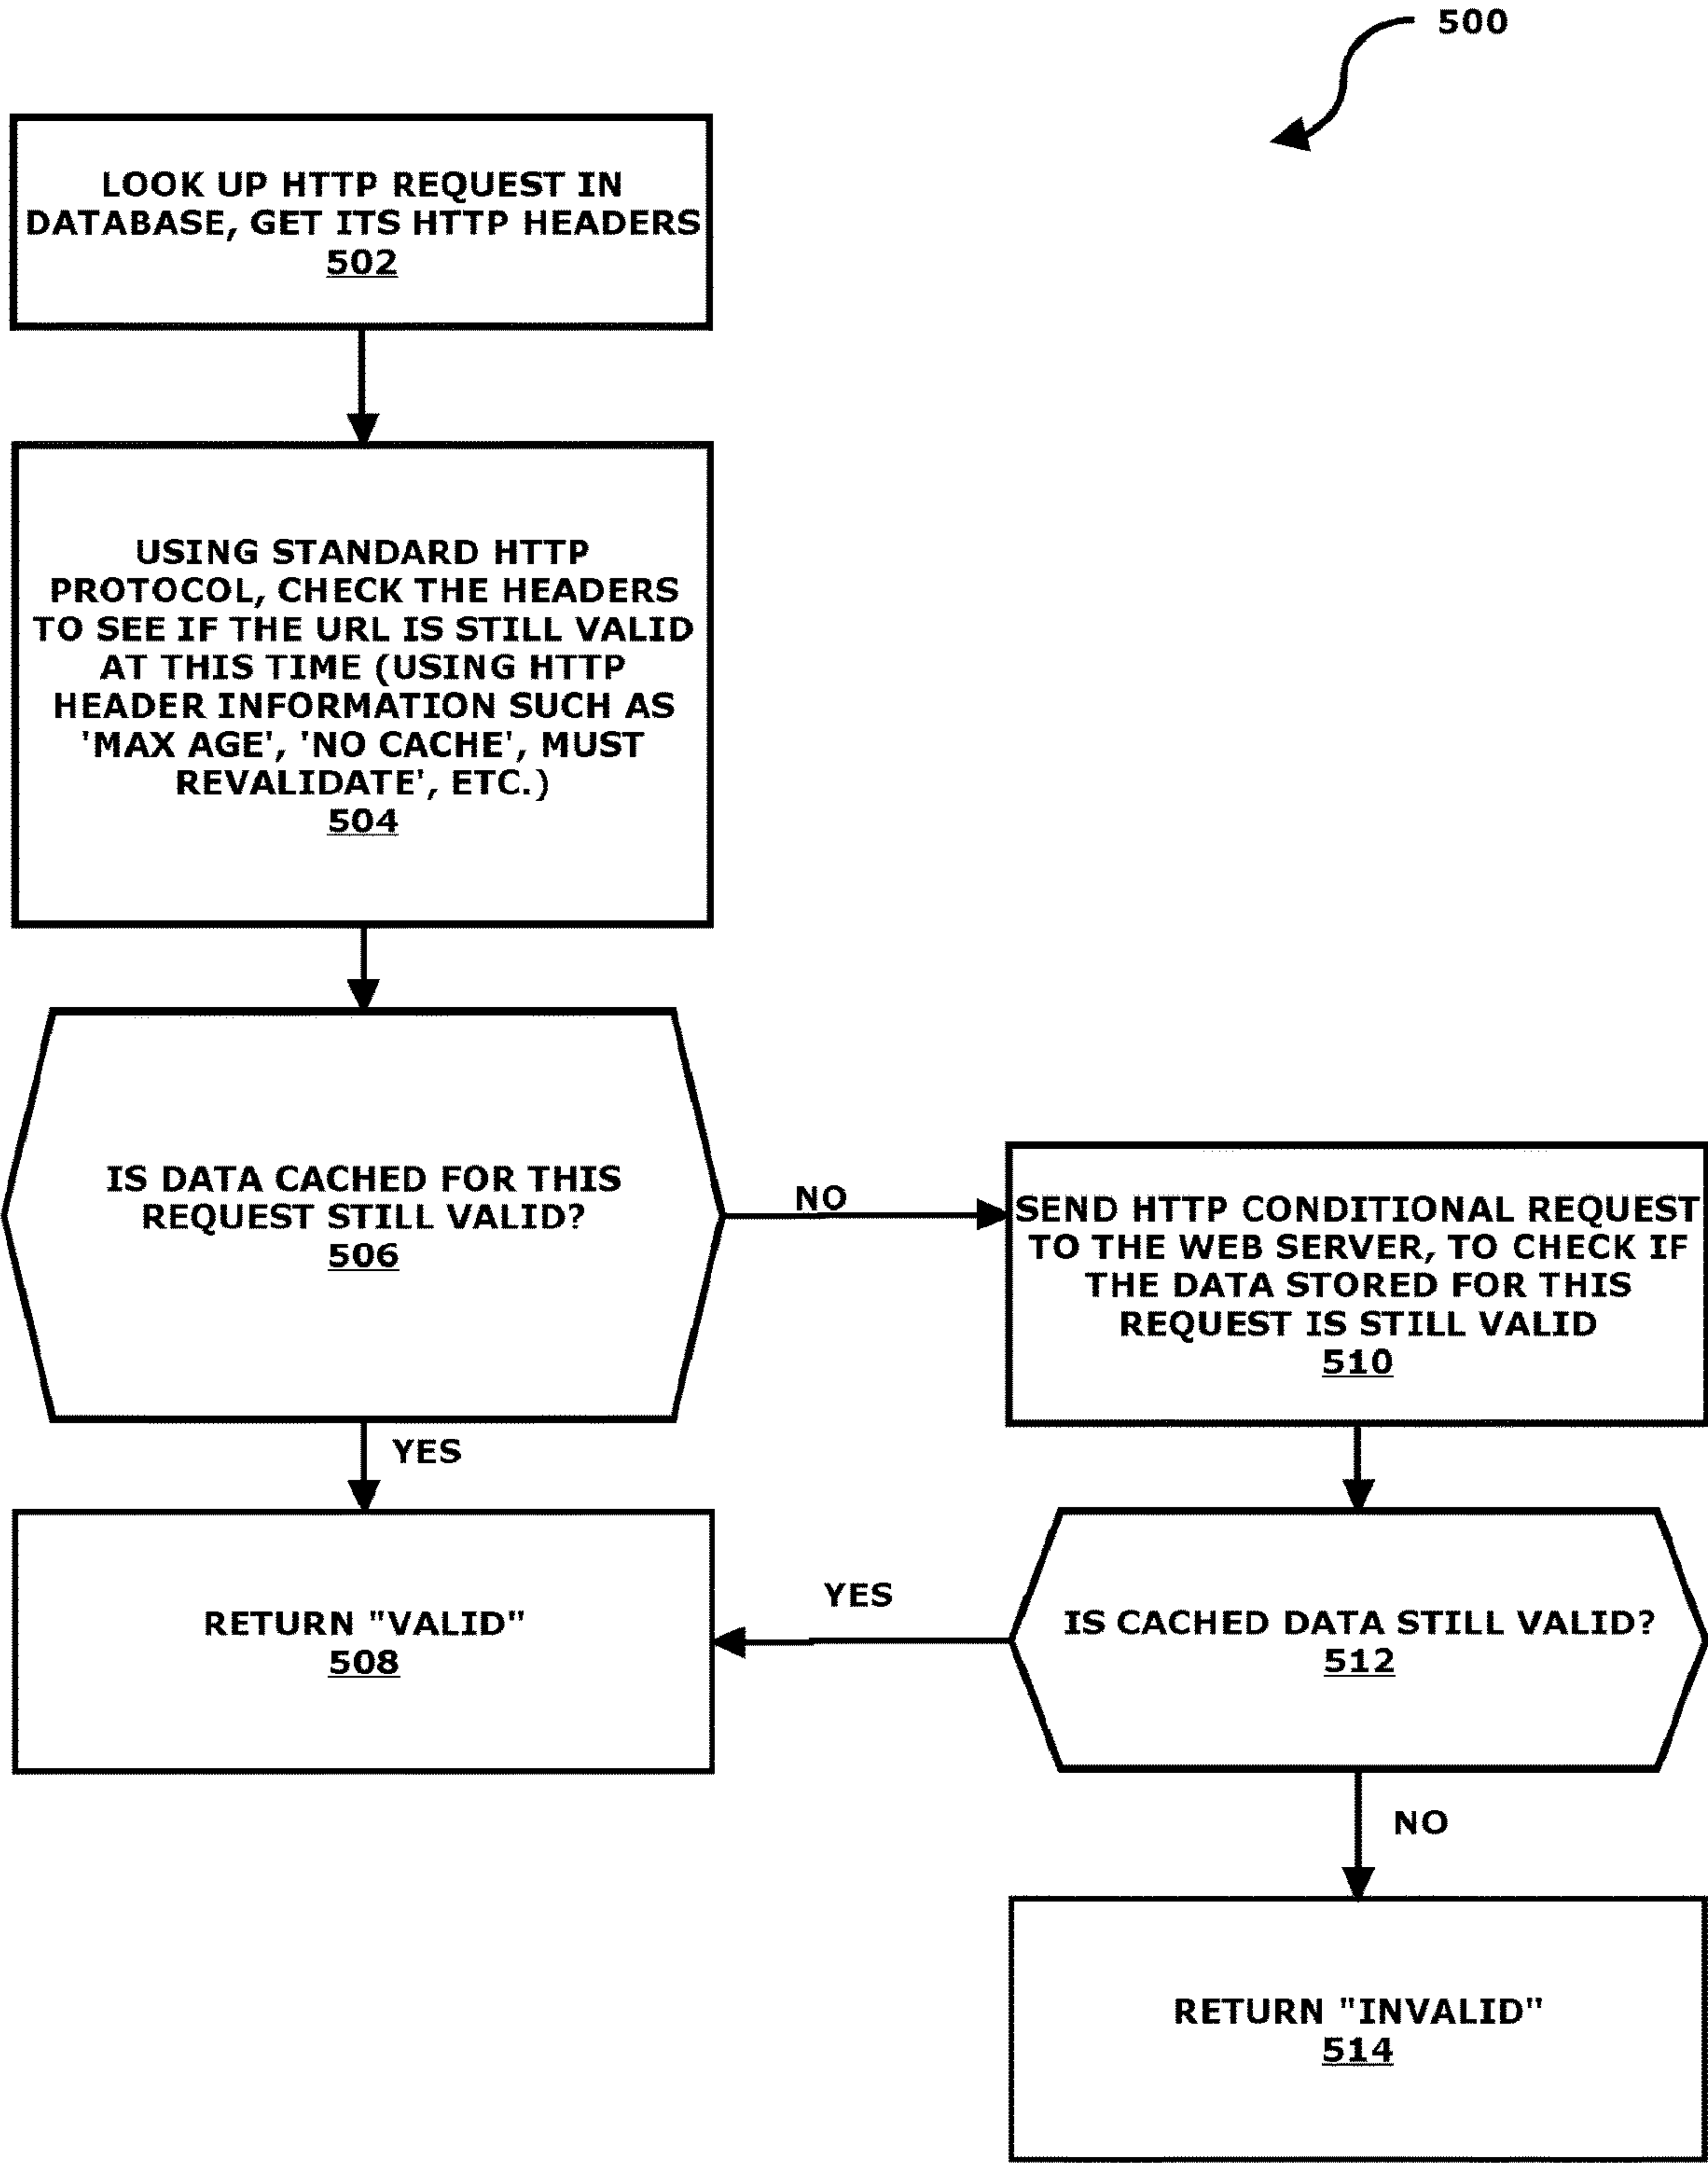 500
LOOK UP HTTP REQUEST IN
DATABASE, GET ITS HTTP HEADERS
502
USING STANDARD HTTP
PROTOCOL, CHECK THE HEADERS
TO SEE IF THE URL IS STILL VALID
AT THIS TIME (USING HTTP
HEADER INFORMATION SUCH AS
'MAX AGE', 'NO CACHE', MUST
REVALIDATE', ETC.)
504
IS DATA CACHED FOR THIS
REQUEST STILL VALID?
506
NO
SEND HTTP CONDITIONAL REQUEST
TO THE WEB SERVER, TO CHECK IF
THE DATA STORED FOR THIS
REQUEST IS STILL VALID
510
YES
RETURN "VALID"
508
YES
IS CACHED DATA STILL VALID?
512
NO
RETURN "INVALID"
514